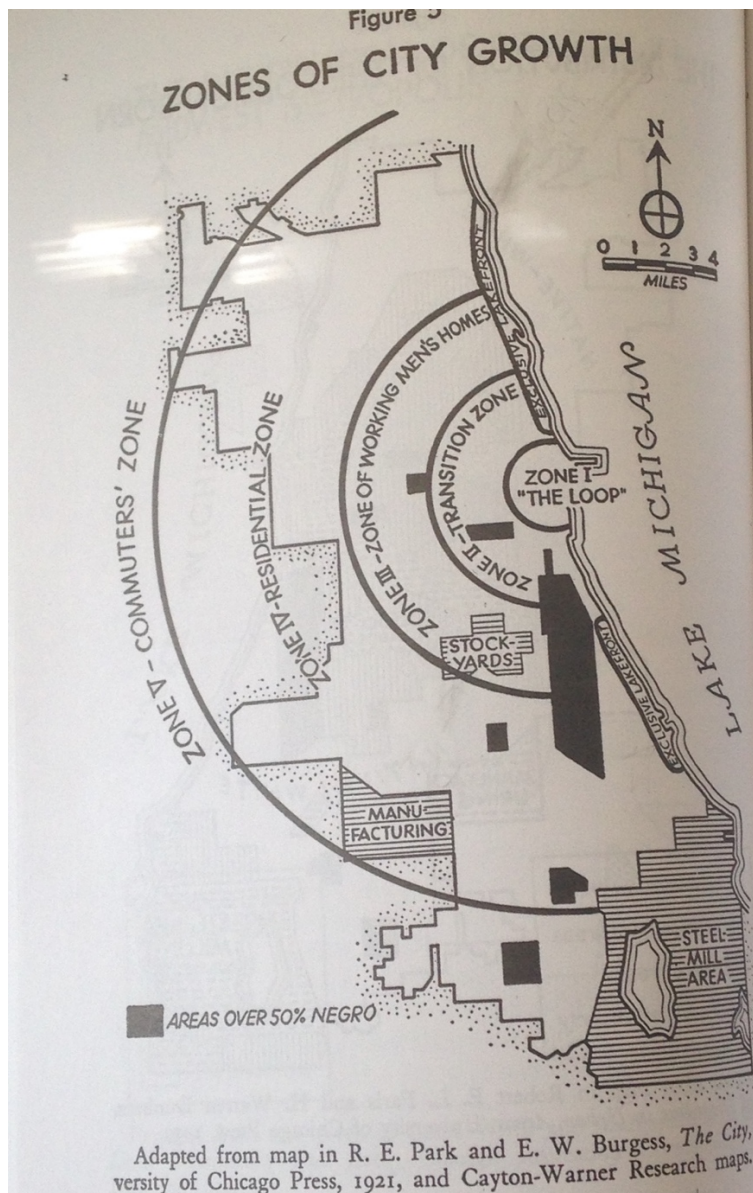 Figure 5
ZONES OF CITY GROWTH
N
0 1 2 3 4
MILES
EXCLUSIVE LAKEFRONT
ZONE I
"THE LOOP"
ZONE II-TRANSITION ZONE
ZONE III-ZONE OF WORKING MEN'S HOMES
ZONE IV-RESIDENTIAL ZONE
ZONE V-COMMUTERS' ZONE
LAKE MICHIGAN
STOCK-
YARDS
EXCLUSIVE LAKEFRONT
MANU-
FACTURING
STEEL-
MILL
AREA
AREAS OVER 50% NEGRO
Adapted from map in R. E. Park and E. W. Burgess, The City,
versity of Chicago Press, 1921, and Cayton-Warner Research maps.